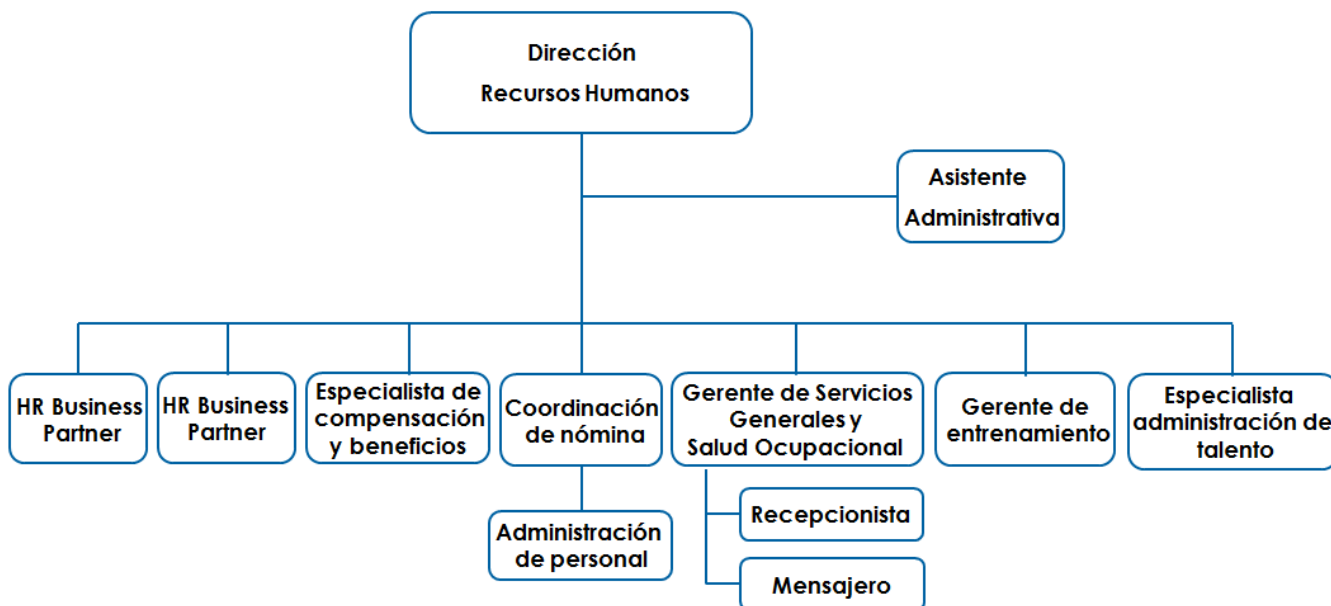 Dirección
Recursos Humanos
Asistente
Administrativa
HR Business
Partner
HR Business
Partner
Especialista de
compensación
y beneficios
Coordinación
de nómina
Gerente de Servicios
Generales y
Salud Ocupacional
Gerente de
entrenamiento
Especialista
administración de
talento
Administración
de personal
Recepcionista
Mensajero